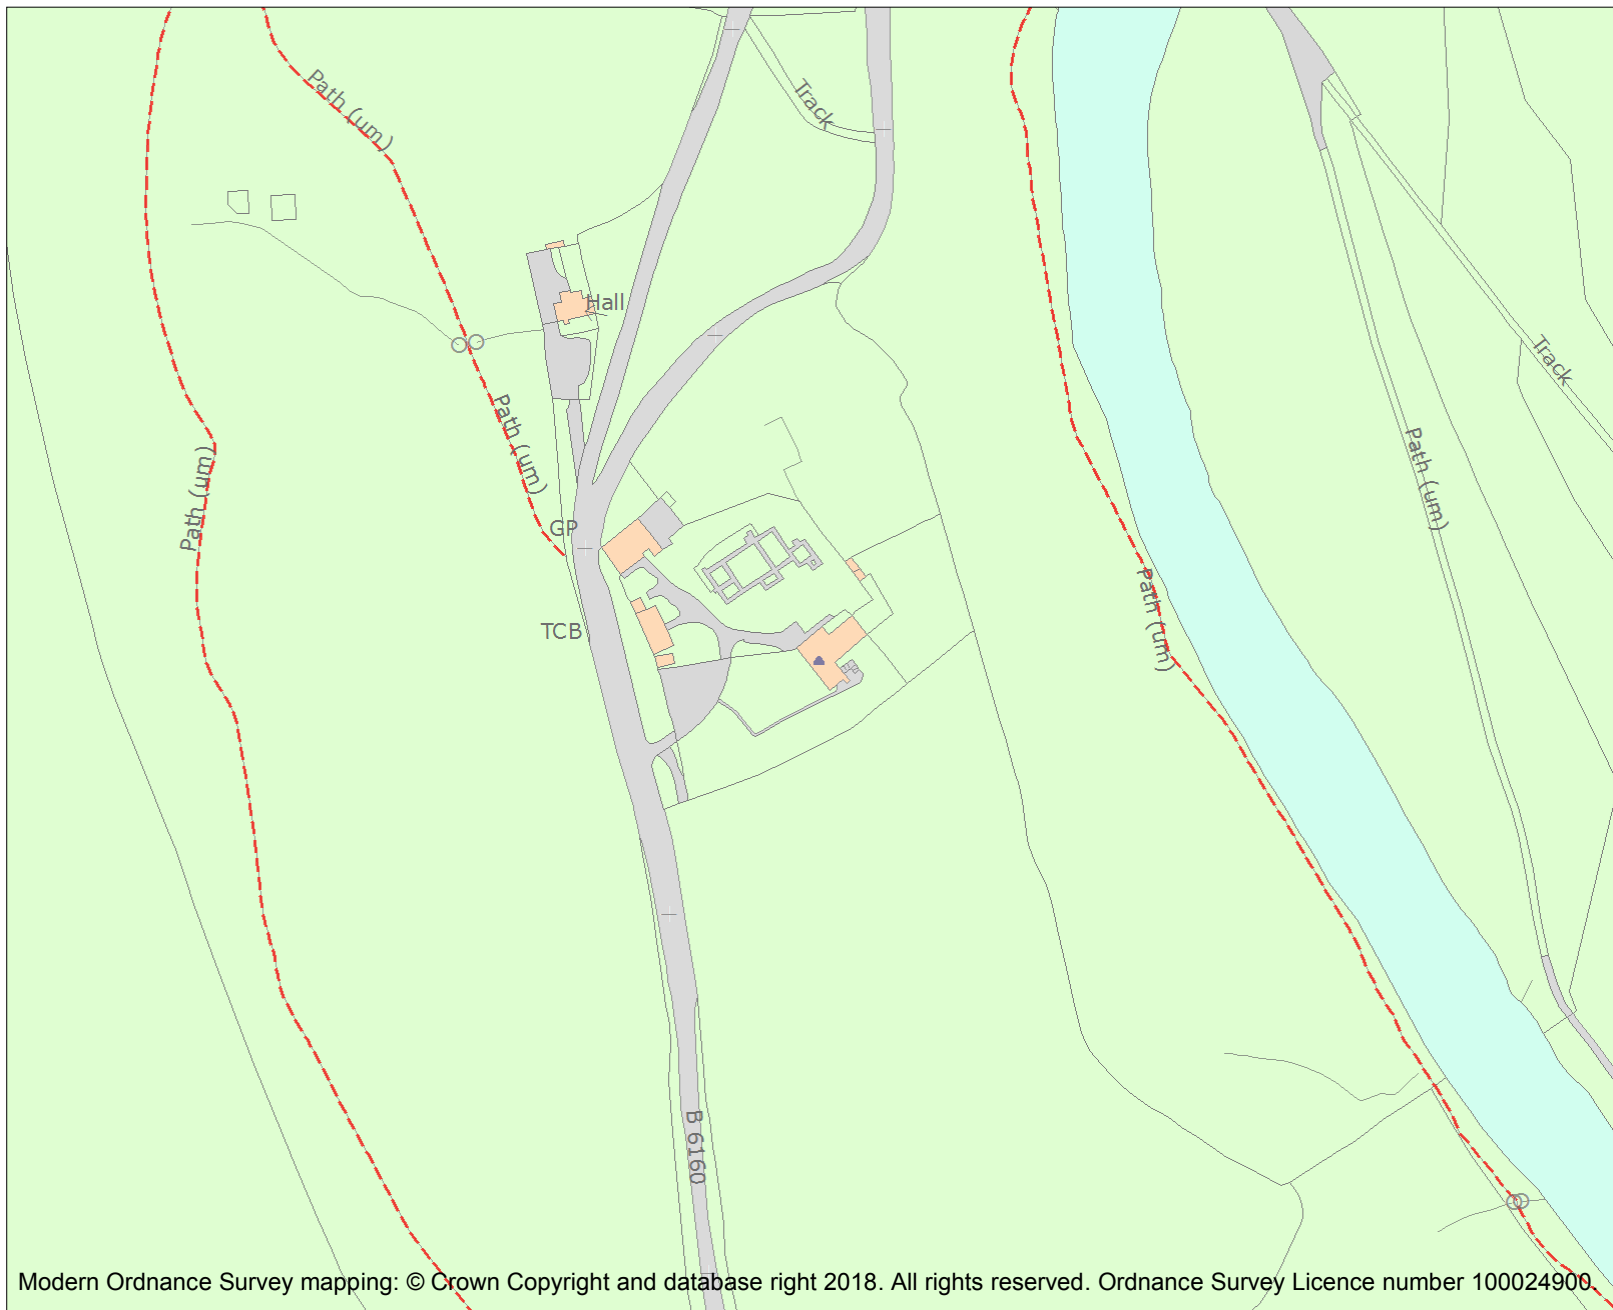 Path (um)
Track
Hall
Track
Path (um)
Path (um)
Path (um)
GP
Path (um)
TCB
B 6160
Modern Ordnance Survey mapping: © Crown Copyright and database right 2018. All rights reserved. Ordnance Survey Licence number 100024900.